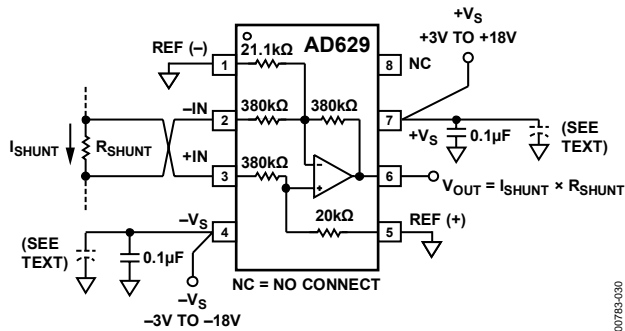 AD629
REF (–)
1
21.1kΩ
8
NC
+VS
+3V TO +18V
–IN
2
380kΩ
380kΩ
7
+VS
0.1µF
(SEE
TEXT)
ISHUNT
RSHUNT
+IN
3
380kΩ
6
VOUT = ISHUNT × RSHUNT
20kΩ
–VS
4
5
REF (+)
(SEE
TEXT)
0.1µF
–VS
–3V TO –18V
NC = NO CONNECT
00783-030